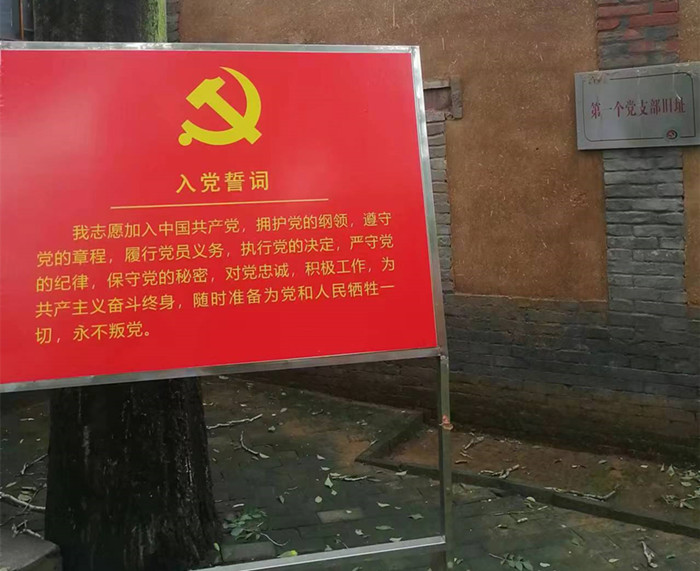 入党誓词
我志愿加入中国共产党，拥护党的纲领，遵守
党的章程，履行党员义务，执行党的决定，严守党
的纪律，保守党的秘密，对党忠诚，积极工作，为
共产主义奋斗终身，随时准备为党和人民牺牲一
切，永不叛党。
第一个党支部旧址